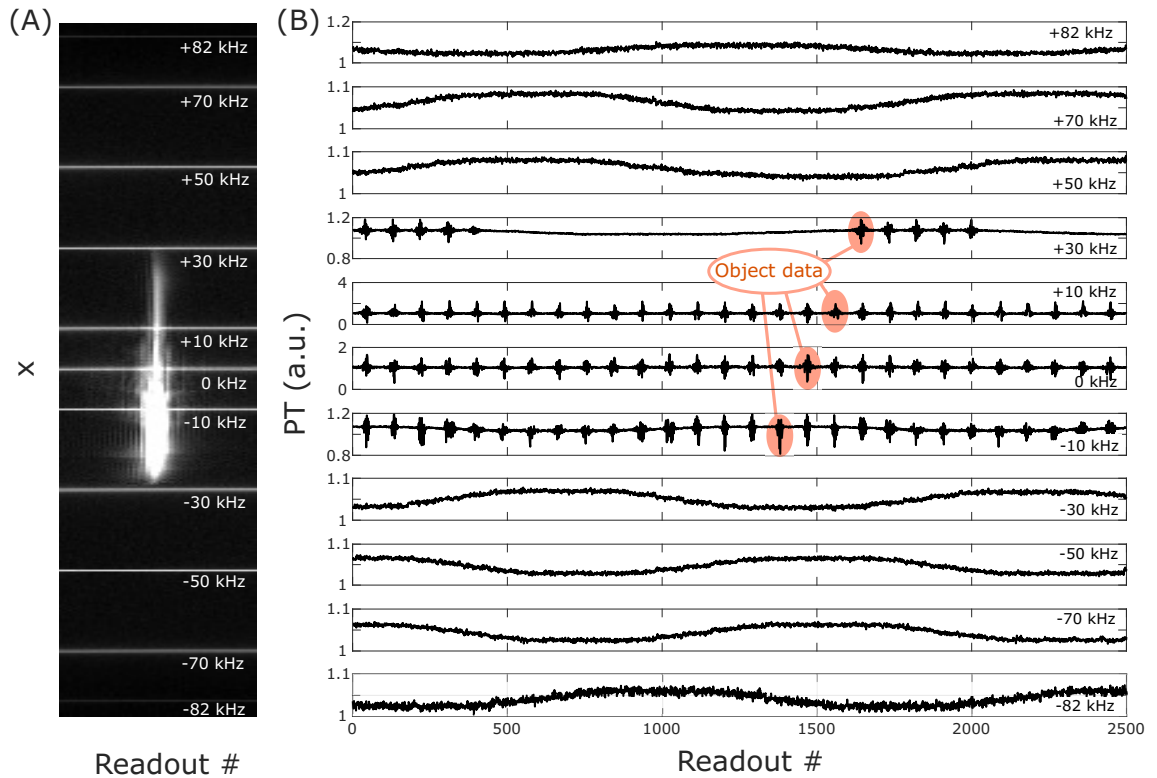 (A)
+82 kHz
+70 kHz
+50 kHz
+30 kHz
+10 kHz
0 kHz
-10 kHz
-30 kHz
-50 kHz
-70 kHz
-82 kHz
x
Readout #
(B)
PT (a.u.)
1.2
1
+82 kHz
1.1
1
+70 kHz
1.1
1
+50 kHz
1.2
0.8
+30 kHz
Object data
4
0
+10 kHz
2
0
0 kHz
1.2
0.8
-10 kHz
1.1
1
-30 kHz
1.1
1
-50 kHz
1.1
1
-70 kHz
1.1
1
-82 kHz
0 500 1000 1500 2000 2500
Readout #